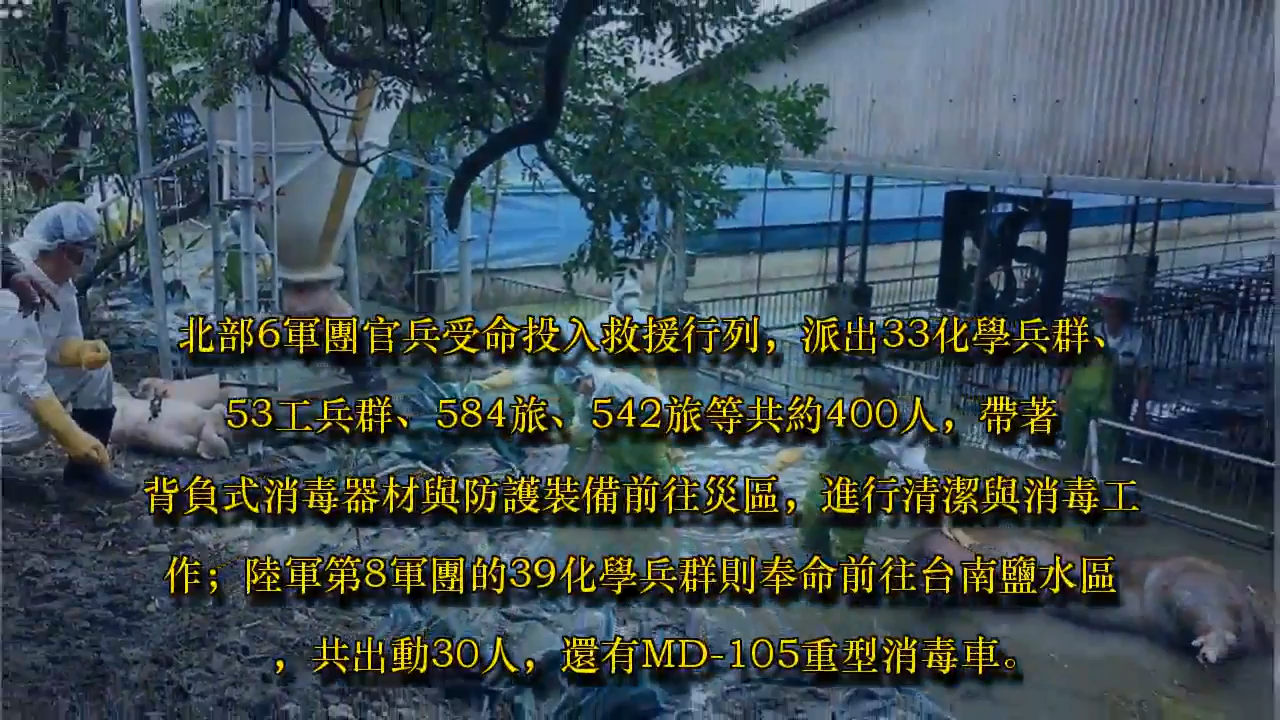 北部6軍團官兵受命投入救援行列，派出33化學兵群、
53工兵群、584旅、542旅等共約400人，帶著
背負式消毒器材與防護裝備前往災區，進行清潔與消毒工
作；陸軍第8軍團的39化學兵群則奉命前往台南鹽水區
，共出動30人，還有MD-105重型消毒車。